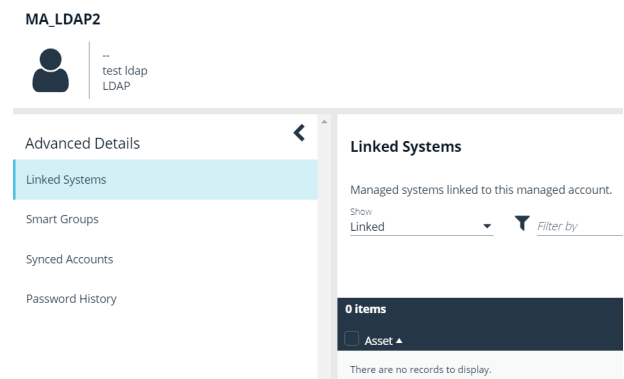 MA_LDAP2
--
test ldap
LDAP
Advanced Details
Linked Systems
Smart Groups
Synced Accounts
Password History
Linked Systems
Managed systems linked to this managed account.
Show
Linked
Filter by
0 items
Asset
There are no records to display.